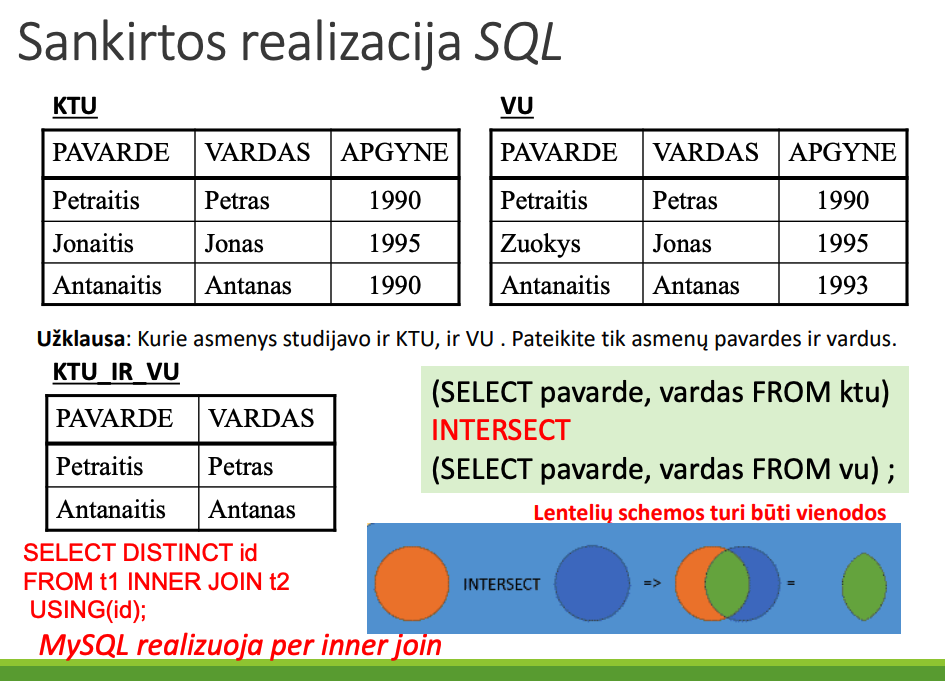 Sankirtos realizacija SQL
KTU
PAVARDE VARDAS APGYNE
Petraitis Petras 1990
Jonaitis Jonas 1995
Antanaitis Antanas 1990
VU
PAVARDE VARDAS APGYNE
Petraitis Petras 1990
Zuokys Jonas 1995
Antanaitis Antanas 1993
Užklausa: Kurie asmenys studijavo ir KTU, ir VU . Pateikite tik asmenų pavardes ir vardus.
KTU_IR_VU
PAVARDE VARDAS
Petraitis Petras
Antanaitis Antanas
(SELECT pavarde, vardas FROM ktu)
INTERSECT
(SELECT pavarde, vardas FROM vu) ;
Lentelių schemos turi būti vienodos
INTERSECT => =
SELECT DISTINCT id
FROM t1 INNER JOIN t2
USING(id);
MySQL realizuoja per inner join